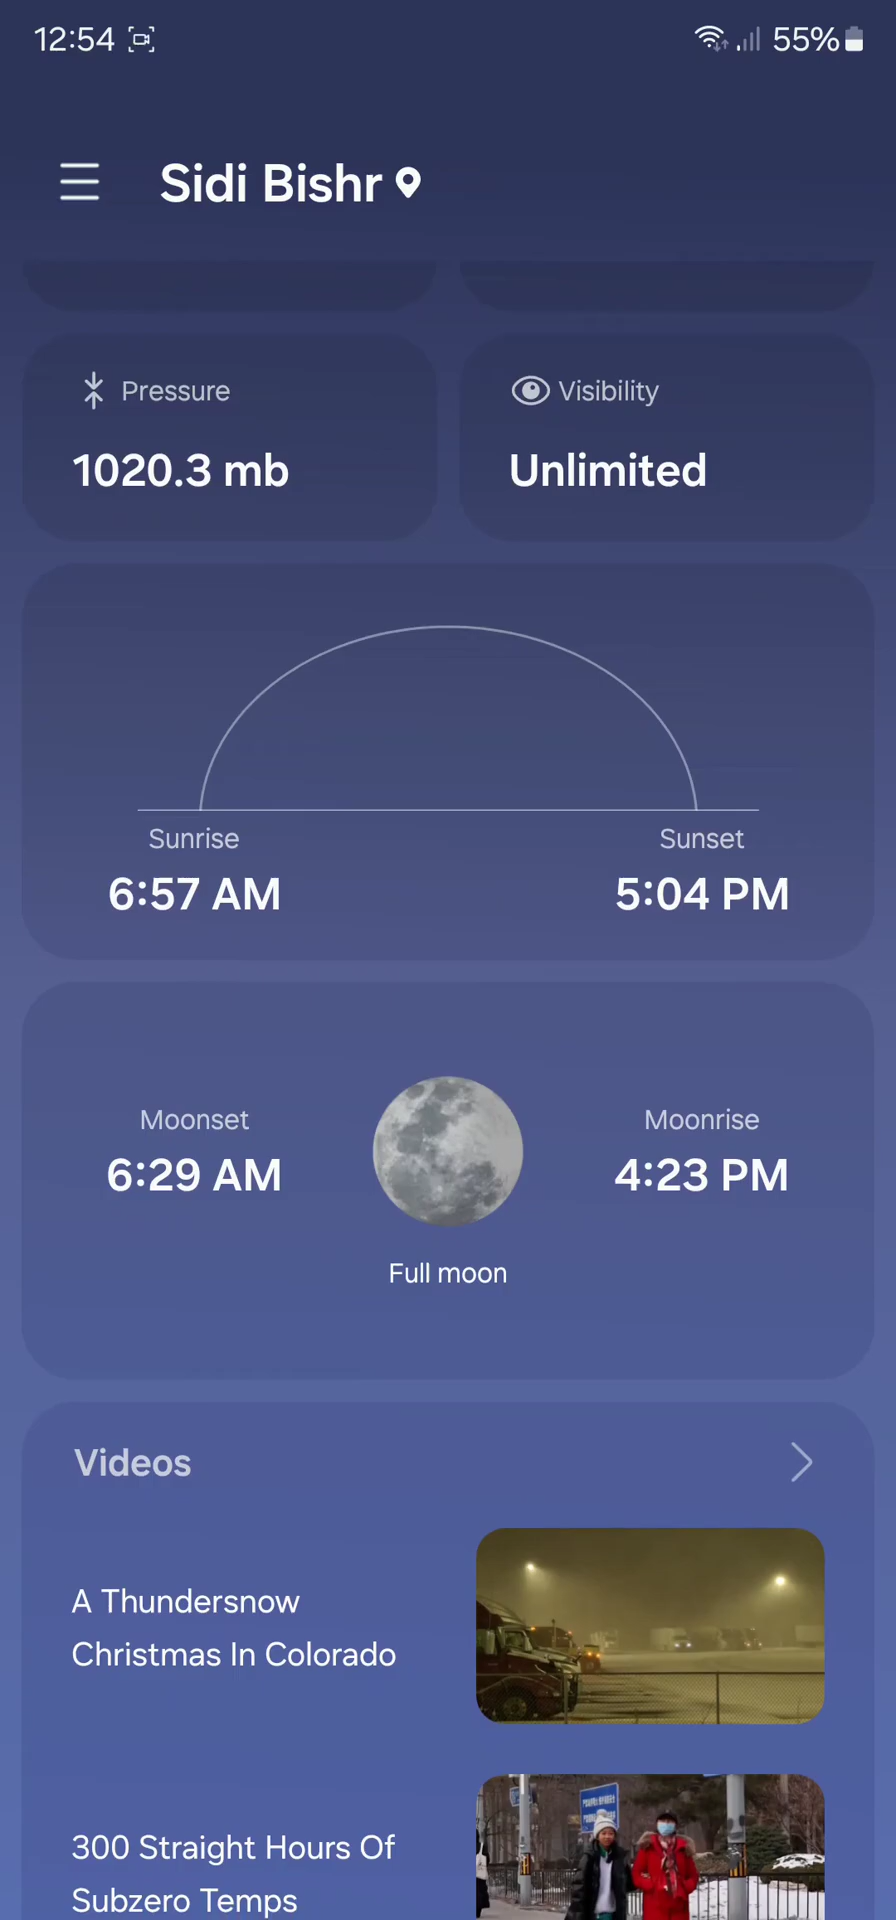 12:54
55%
Sidi Bishr
Pressure
1020.3 mb
Visibility
Unlimited
Sunrise
6:57 AM
Sunset
5:04 PM
Moonset
6:29 AM
Moonrise
4:23 PM
Full moon
Videos
A Thundersnow
Christmas In Colorado
300 Straight Hours Of
Subzero Temps